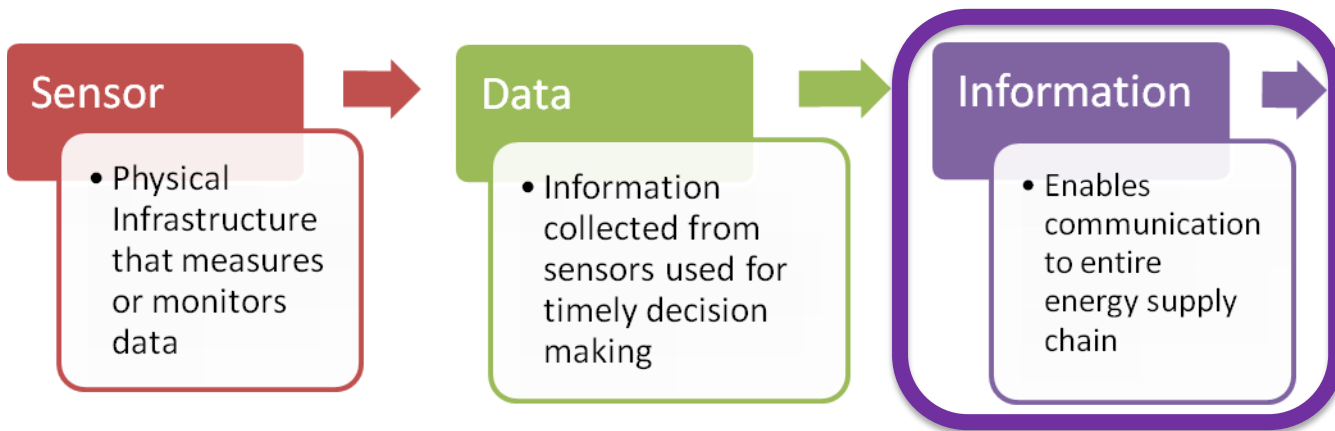 Sensor
• Physical
Infrastructure
that measures
or monitors
data
Data
• Information
collected from
sensors used for
timely decision
making
Information
• Enables
communication
to entire
energy supply
chain